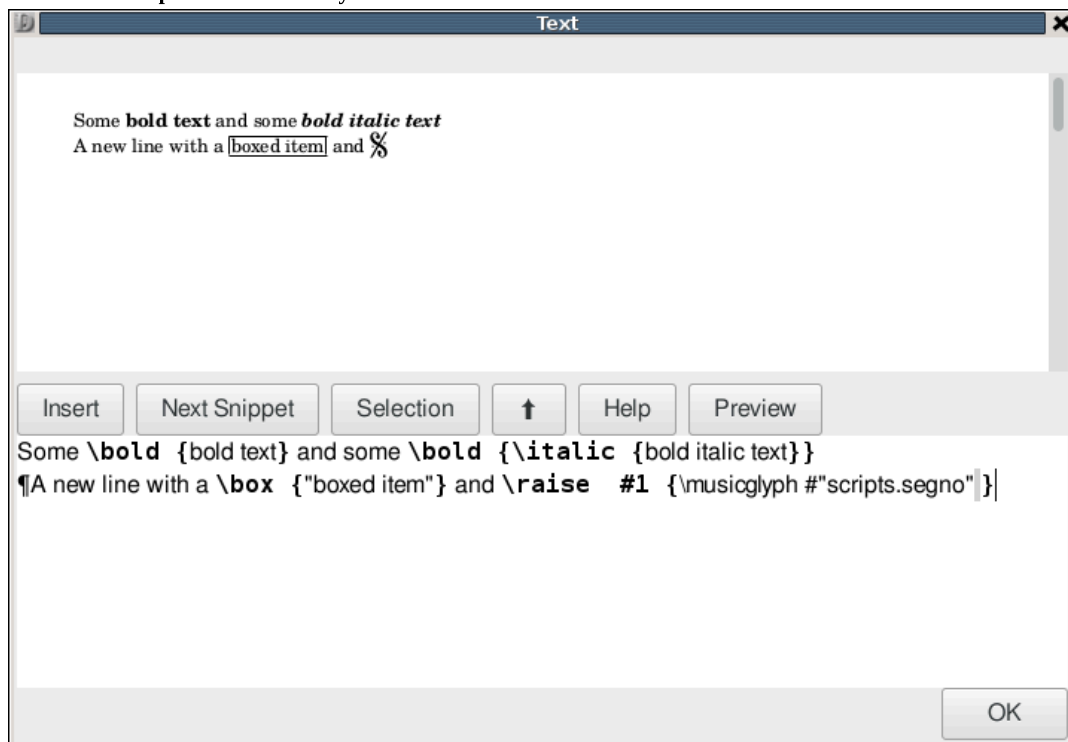 Text
Some bold text and some bold italic text
A new line with a boxed item and
Insert Next Snippet Selection Help Preview
Some \bold {bold text} and some \bold {\italic {bold italic text}}
¶A new line with a \box {"boxed item"} and \raise #1 {\musicglyph #"scripts.segno" }
OK